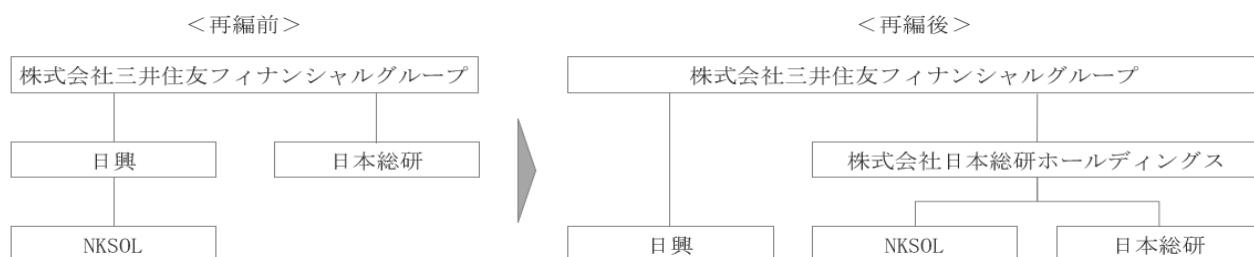 ＜再編前＞
株式会社三井住友フィナンシャルグループ
日興
日本総研
NKSOL
＜再編後＞
株式会社三井住友フィナンシャルグループ
株式会社日本総研ホールディングス
日興
NKSOL
日本総研